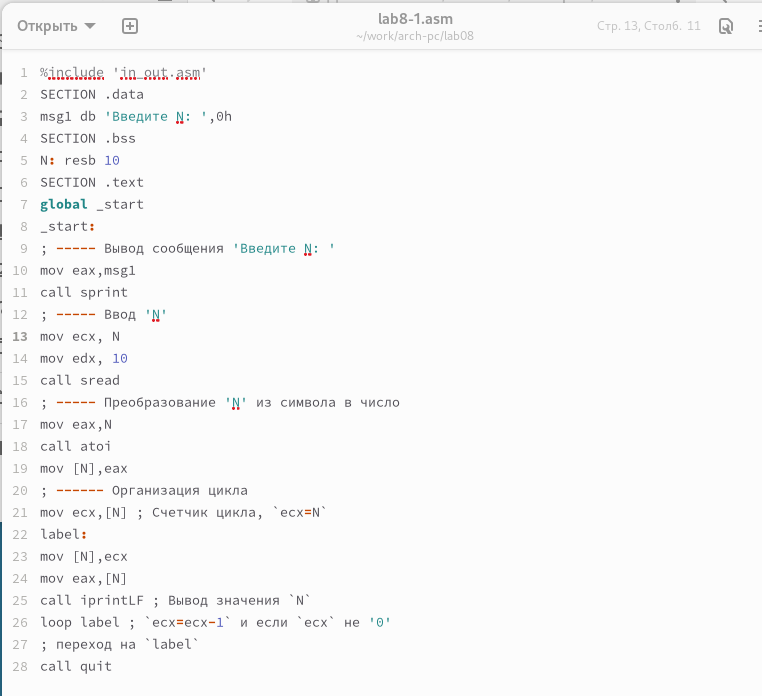 Открыть
lab8-1.asm
~/work/arch-pc/lab08
Стр. 13, Столб. 11
1 %include 'in_out.asm'
2 SECTION .data
3 msg1 db 'Введите N: ',0h
4 SECTION .bss
5 N: resb 10
6 SECTION .text
7 global _start
8 _start:
9 ; ----- Вывод сообщения 'Введите N: '
10 mov eax,msg1
11 call sprint
12 ; ----- Ввод 'N'
13 mov ecx, N
14 mov edx, 10
15 call sread
16 ; ----- Преобразование 'N' из символа в число
17 mov eax,N
18 call atoi
19 mov [N],eax
20 ; ------ Организация цикла
21 mov ecx,[N] ; Счетчик цикла, `ecx=N`
22 label:
23 mov [N],ecx
24 mov eax,[N]
25 call iprintLF ; Вывод значения `N`
26 loop label ; `ecx=ecx-1` и если `ecx` не '0'
27 ; переход на `label`
28 call quit